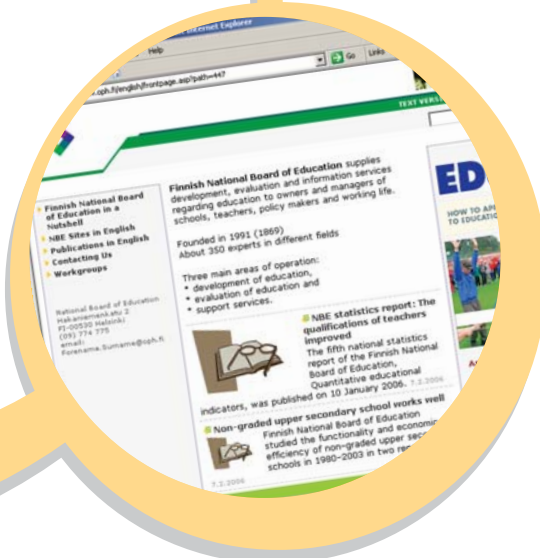 Internet Explorer
Help
Go Links
.oph.fi/english/frontpage.asp?path=447
TEXT VERS
Finnish National Board
of Education in a
Nutshell
NBE Sites in English
Publications in English
Contacting Us
Workgroups
National Board of Education
Hakaniemenkatu 2
FI-00530 Helsinki
(09) 774 775
email:
Forename.Surname@oph.fi
Finnish National Board of Education supplies
development, evaluation and information services
regarding education to owners and managers of
schools, teachers, policy makers and working life.
Founded in 1991 (1869)
About 350 experts in different fields
Three main areas of operation:
* development of education,
* evaluation of education and
* support services.
NBE statistics report: The
qualifications of teachers
improved
The fifth national statistics
report of the Finnish National
Board of Education,
Quantitative educational
indicators, was published on 10 January 2006. 7.2.2006
Non-graded upper secondary school works well
Finnish National Board of Education
studied the functionality and economic
efficiency of non-graded upper
schools in 1980-2003 in two
7.2.2006
ED
HOW TO
TO EDUCATIO